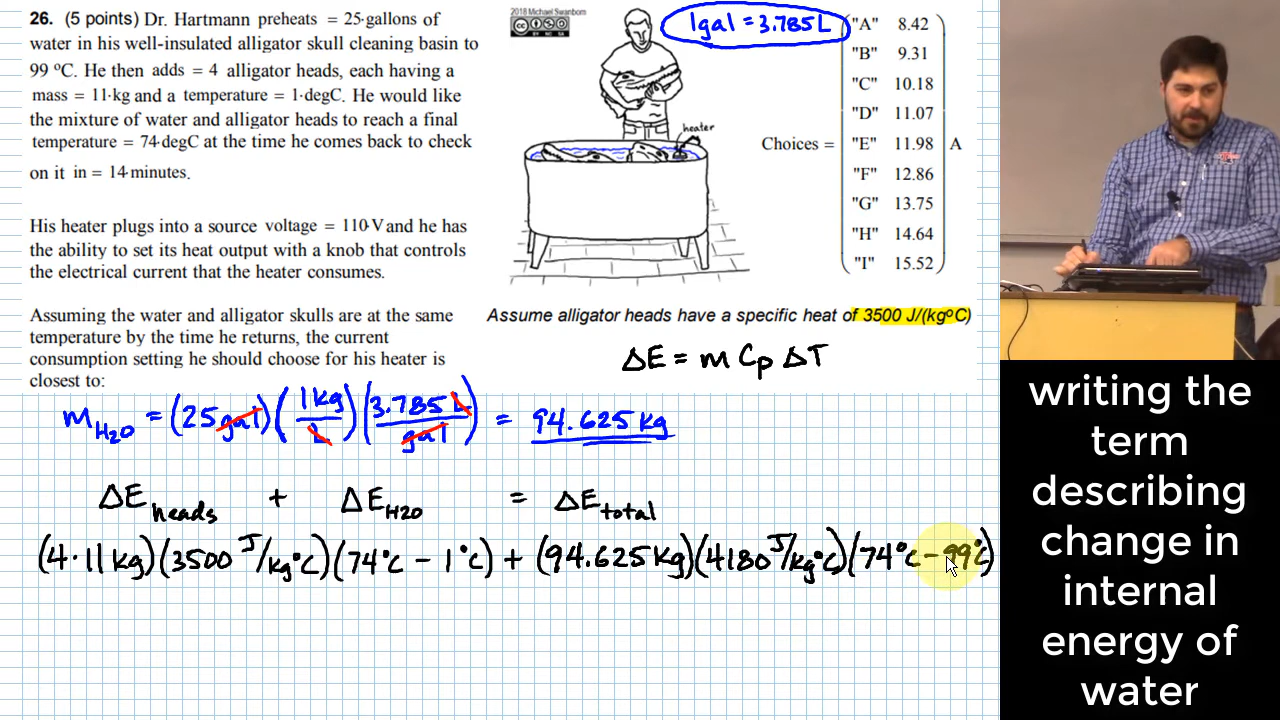 26. (5 points) Dr. Hartmann preheats = 25·gallons of
water in his well-insulated alligator skull cleaning basin to
99 ºC. He then adds = 4 alligator heads, each having a
mass = 11·kg and a temperature = 1·degC. He would like
the mixture of water and alligator heads to reach a final
temperature = 74·degC at the time he comes back to check
on it in = 14·minutes.
His heater plugs into a source voltage = 110·V and he has
the ability to set its heat output with a knob that controls
the electrical current that the heater consumes.
Assuming the water and alligator skulls are at the same
temperature by the time he returns, the current
consumption setting he should choose for his heater is
closest to:
2018 Michael Swanbom
cc
BY NC SA
heater
1gal = 3.785L
Choices =
"A" 8.42
"B" 9.31
"C" 10.18
"D" 11.07
"E" 11.98
"F" 12.86
"G" 13.75
"H" 14.64
"I" 15.52
A
Assume alligator heads have a specific heat of 3500 J/(kgºC)
ΔE = m Cp ΔT
mH2O = (25 gal)(1kg/L)(3.785 L/gal) = 94.625 kg
ΔEheads + ΔEH2O = ΔEtotal
(4·11 kg)(3500 J/kg°C)(74°C − 1°C) + (94.625 kg)(4180 J/kg°C)(74°C − 99°C)
writing the
term
describing
change in
internal
energy of
water